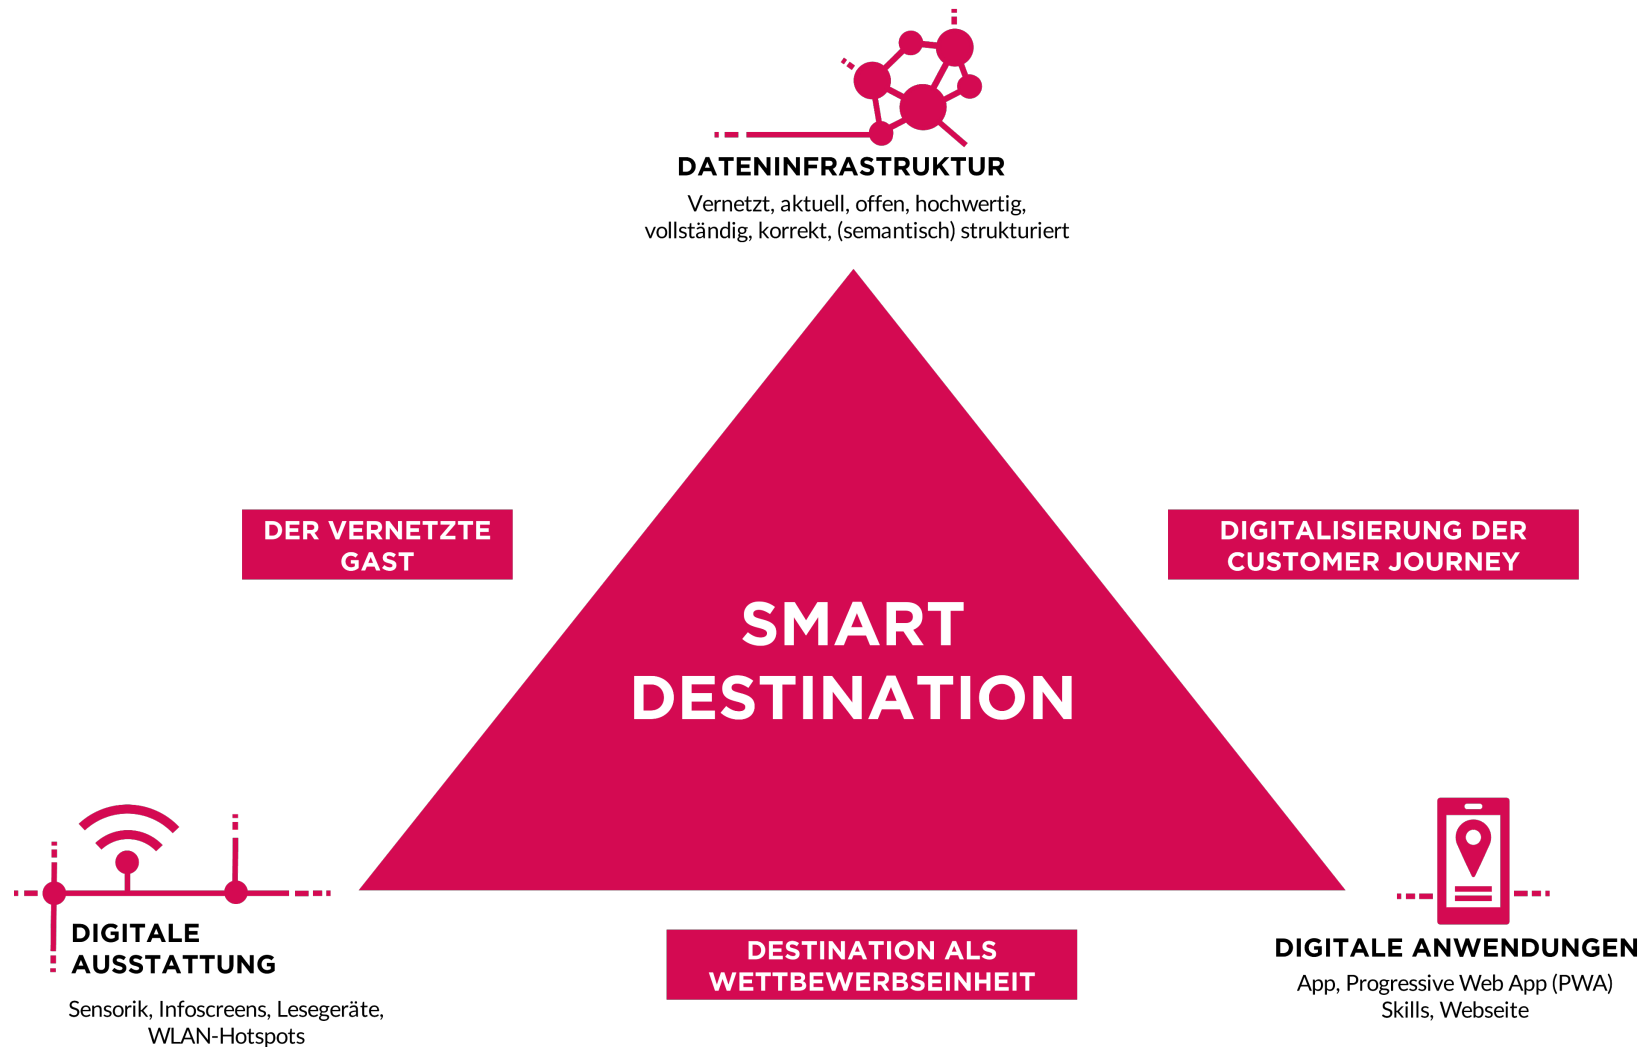 DATENINFRASTRUKTUR
Vernetzt, aktuell, offen, hochwertig,
vollständig, korrekt, (semantisch) strukturiert
DER VERNETZTE
GAST
DIGITALISIERUNG DER
CUSTOMER JOURNEY
SMART
DESTINATION
DIGITALE
AUSSTATTUNG
Sensorik, Infoscreens, Lesegeräte,
WLAN-Hotspots
DESTINATION ALS
WETTBEWERBSEINHEIT
DIGITALE ANWENDUNGEN
App, Progressive Web App (PWA)
Skills, Webseite